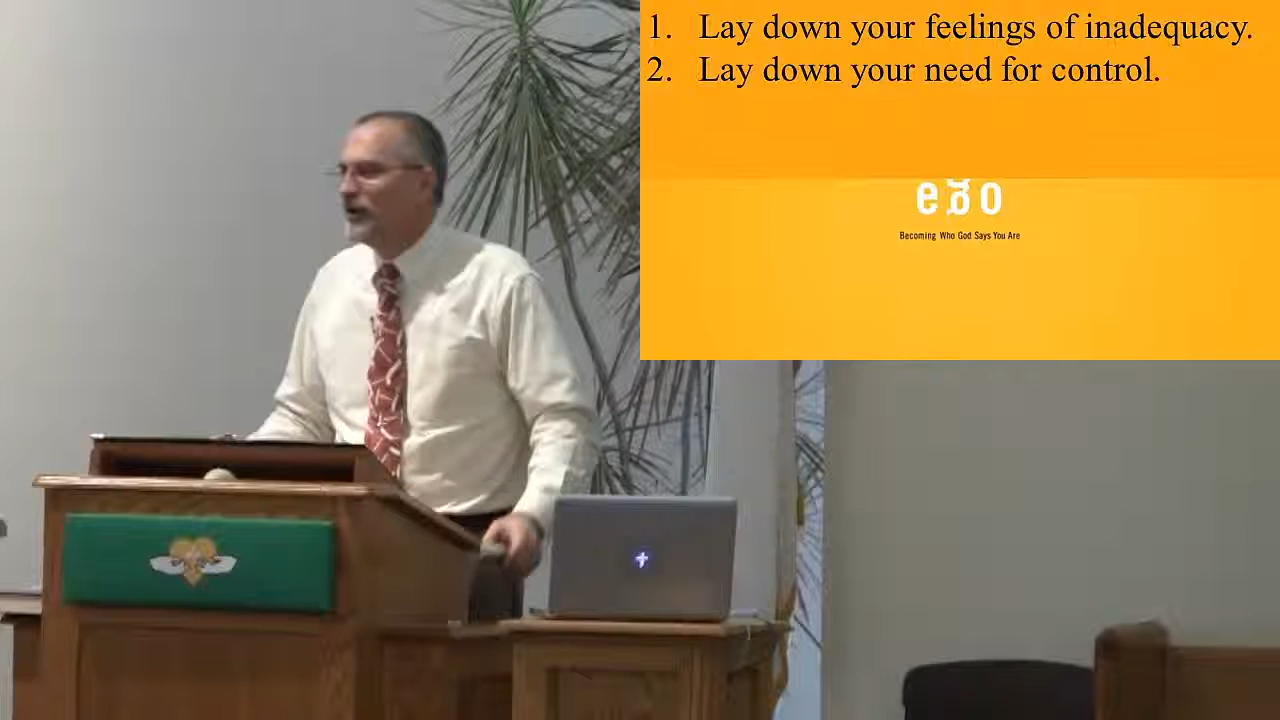 1. Lay down your feelings of inadequacy.
2. Lay down your need for control.
ego
Becoming Who God Says You Are